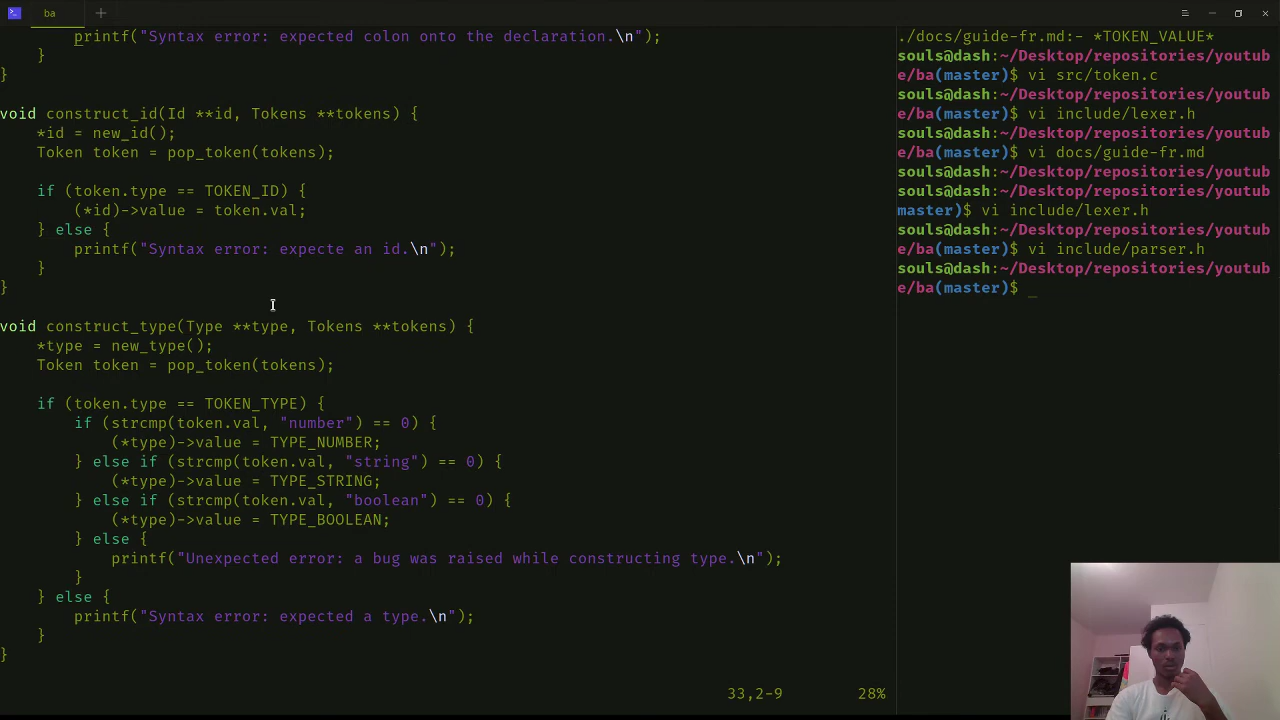 ba
printf("Syntax error: expected colon onto the declaration.\n");
}
}
void construct_id(Id **id, Tokens **tokens) {
*id = new_id();
Token token = pop_token(tokens);
if (token.type == TOKEN_ID) {
(*id)->value = token.val;
} else {
printf("Syntax error: expecte an id.\n");
}
}
void construct_type(Type **type, Tokens **tokens) {
*type = new_type();
Token token = pop_token(tokens);
if (token.type == TOKEN_TYPE) {
if (strcmp(token.val, "number") == 0) {
(*type)->value = TYPE_NUMBER;
} else if (strcmp(token.val, "string") == 0) {
(*type)->value = TYPE_STRING;
} else if (strcmp(token.val, "boolean") == 0) {
(*type)->value = TYPE_BOOLEAN;
} else {
printf("Unexpected error: a bug was raised while constructing type.\n");
}
} else {
printf("Syntax error: expected a type.\n");
}
}
33,2-9 28%
./docs/guide-fr.md:- *TOKEN_VALUE*
souls@dash:~/Desktop/repositories/youtub
e/ba(master)$ vi src/token.c
souls@dash:~/Desktop/repositories/youtub
e/ba(master)$ vi include/lexer.h
souls@dash:~/Desktop/repositories/youtub
e/ba(master)$ vi docs/guide-fr.md
souls@dash:~/Desktop/repositories/youtub
souls@dash:~/Desktop/repositories/youtub
master)$ vi include/lexer.h
souls@dash:~/Desktop/repositories/youtub
e/ba(master)$ vi include/parser.h
souls@dash:~/Desktop/repositories/youtub
e/ba(master)$ _